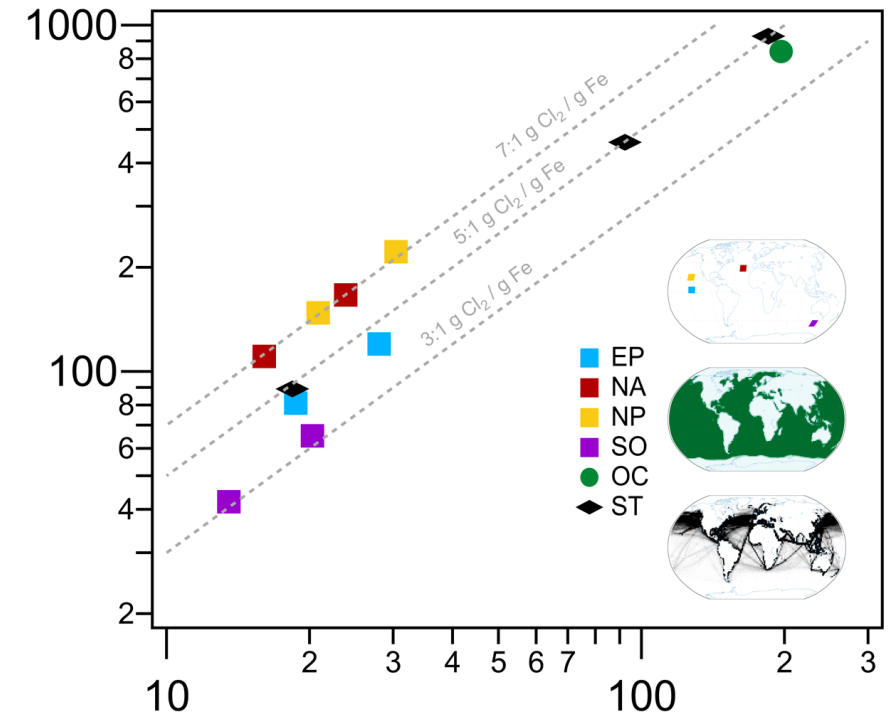 1000
8
6
4
2
100
8
6
4
2
7:1 g Cl₂ / g Fe
5:1 g Cl₂ / g Fe
3:1 g Cl₂ / g Fe
EP
NA
NP
SO
OC
ST
2 3 4 5 6 7 2 3
10 100